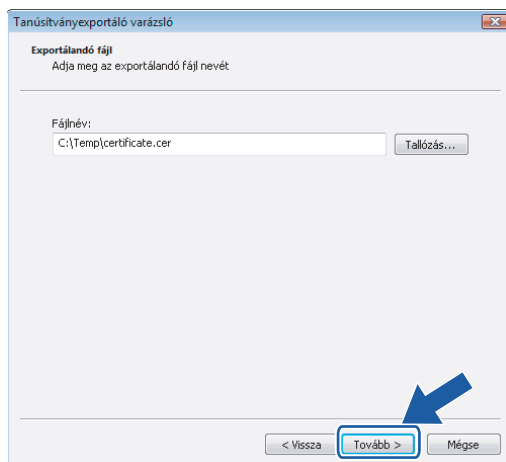 Tanúsítványexportáló varázsló
Exportálandó fájl
Adja meg az exportálandó fájl nevét
Fájlnév:
C:\Temp\certificate.cer
Tallózás...
< Vissza
Tovább >
Mégse